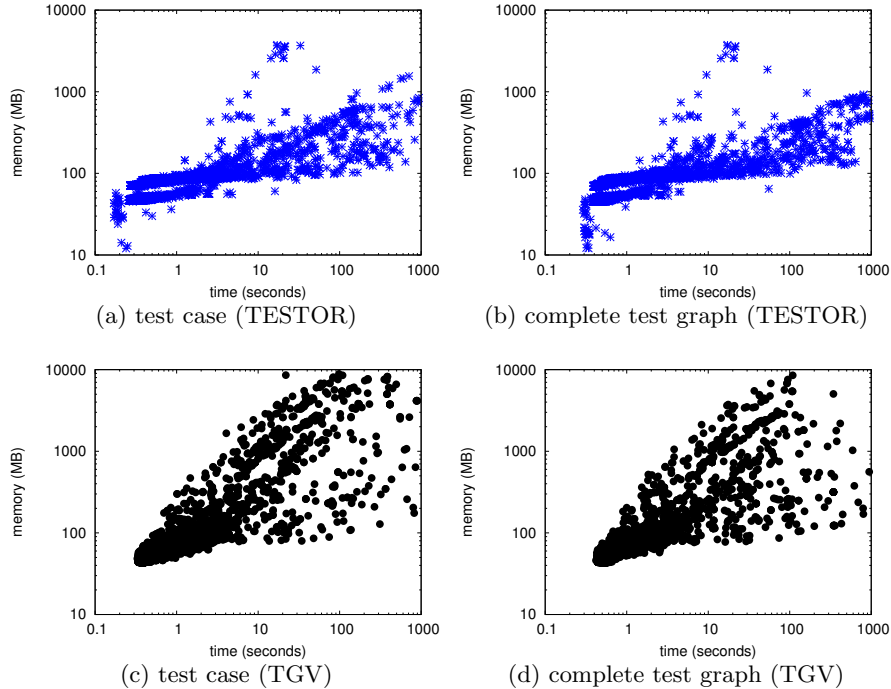 10000
1000
100
10
memory (MB)
0.1 1 10 100 1000
time (seconds)
(a) test case (TESTOR)
10000
1000
100
10
memory (MB)
0.1 1 10 100 1000
time (seconds)
(b) complete test graph (TESTOR)
10000
1000
100
10
memory (MB)
0.1 1 10 100 1000
time (seconds)
(c) test case (TGV)
10000
1000
100
10
memory (MB)
0.1 1 10 100 1000
time (seconds)
(d) complete test graph (TGV)